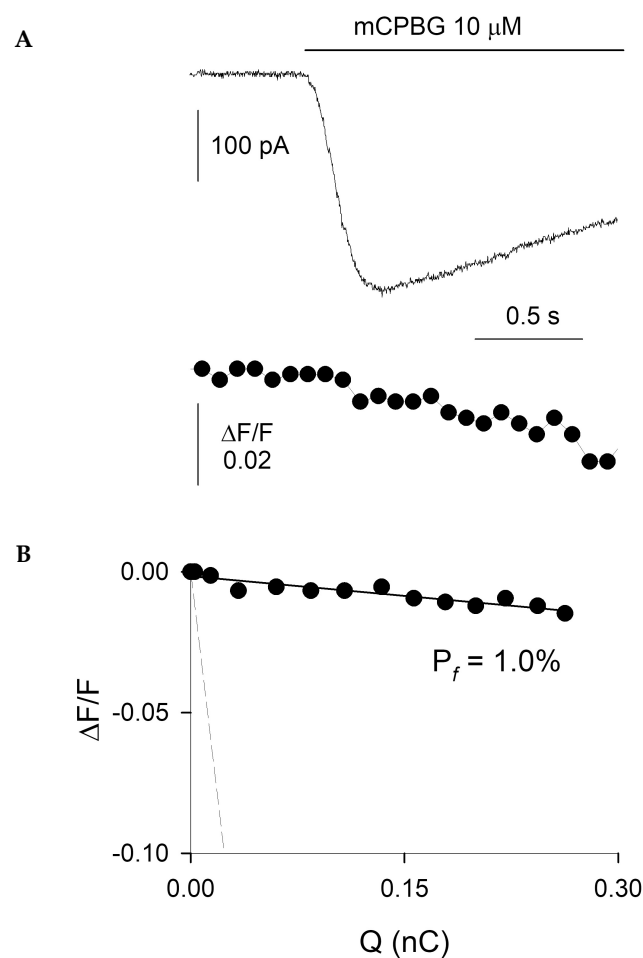 A
mCPBG 10 μM
100 pA
0.5 s
ΔF/F
0.02
B
0.00
P f = 1.0%
ΔF/F
-0.05
-0.10
0.00 0.15 0.30
Q (nC)